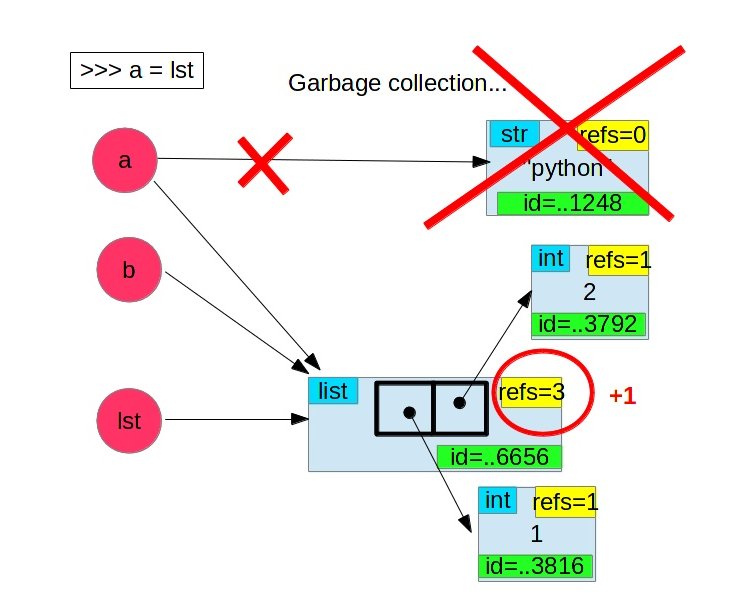 >>> a = lst
Garbage collection...
str
refs=0
a
"python"
id=..1248
int
refs=1
b
2
id=..3792
list
refs=3
+1
lst
id=..6656
int
refs=1
1
id=..3816